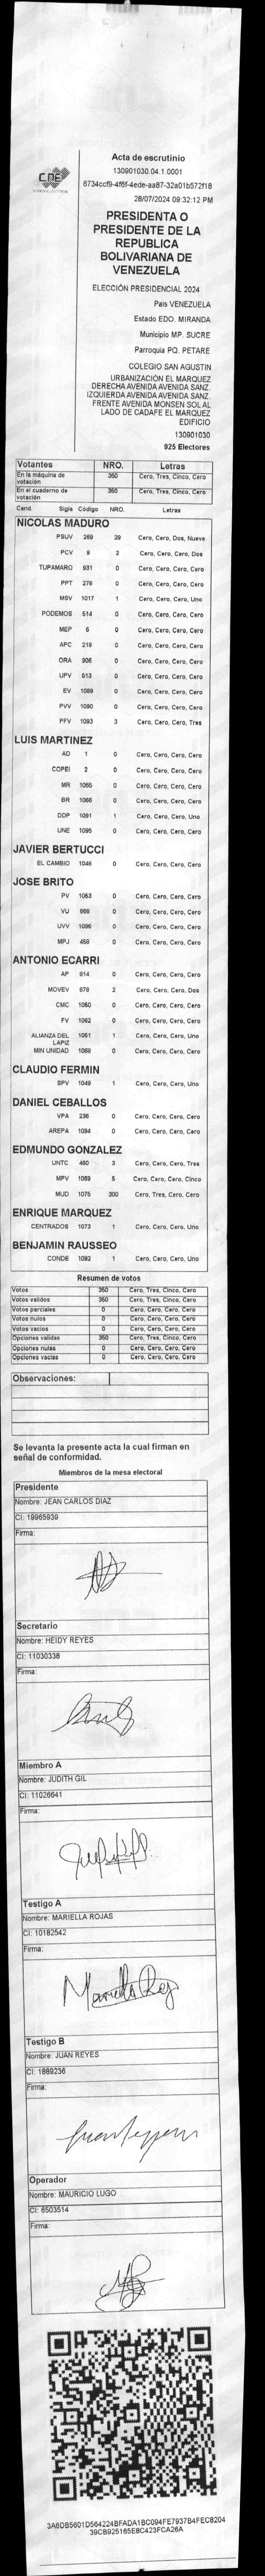 CNE
Acta de escrutinio
130901030.04.1.0001
6734ccf9-4f6f-4ede-aa87-32a01b572f18
28/07/2024 09:32:12 PM
PRESIDENTA O
PRESIDENTE DE LA
REPUBLICA
BOLIVARIANA DE
VENEZUELA
ELECCIÓN PRESIDENCIAL 2024
Pais VENEZUELA
Estado EDO. MIRANDA
Municipio MP. SUCRE
Parroquia PQ. PETARE
COLEGIO SAN AGUSTIN
URBANIZACIÓN EL MARQUEZ
DERECHA AVENIDA AVENIDA SANZ.
IZQUIERDA AVENIDA AVENIDA SANZ.
FRENTE AVENIDA MONSEN SOL AL
LADO DE CADAFE EL MARQUEZ
EDIFICIO
130901030
925 Electores
Votantes NRO. Letras
En la máquina de votación 350 Cero, Tres, Cinco, Cero
En el cuaderno de votación 350 Cero, Tres, Cinco, Cero
Cand. Sigla Código NRO. Letras
NICOLAS MADURO
PSUV 269 29 Cero, Cero, Dos, Nueve
PCV 9 2 Cero, Cero, Cero, Dos
TUPAMARO 931 0 Cero, Cero, Cero, Cero
PPT 276 0 Cero, Cero, Cero, Cero
MSV 1017 1 Cero, Cero, Cero, Uno
PODEMOS 514 0 Cero, Cero, Cero, Cero
MEP 6 0 Cero, Cero, Cero, Cero
APC 219 0 Cero, Cero, Cero, Cero
ORA 906 0 Cero, Cero, Cero, Cero
UPV 613 0 Cero, Cero, Cero, Cero
EV 1089 0 Cero, Cero, Cero, Cero
PVV 1090 0 Cero, Cero, Cero, Cero
PFV 1093 3 Cero, Cero, Cero, Tres
LUIS MARTINEZ
AD 1 0 Cero, Cero, Cero, Cero
COPEI 2 0 Cero, Cero, Cero, Cero
MR 1065 0 Cero, Cero, Cero, Cero
BR 1066 0 Cero, Cero, Cero, Cero
DDP 1091 1 Cero, Cero, Cero, Uno
UNE 1095 0 Cero, Cero, Cero, Cero
JAVIER BERTUCCI
EL CAMBIO 1048 0 Cero, Cero, Cero, Cero
JOSE BRITO
PV 1053 0 Cero, Cero, Cero, Cero
VU 868 0 Cero, Cero, Cero, Cero
UVV 1096 0 Cero, Cero, Cero, Cero
MPJ 458 0 Cero, Cero, Cero, Cero
ANTONIO ECARRI
AP 814 0 Cero, Cero, Cero, Cero
MOVEV 878 2 Cero, Cero, Cero, Dos
CMC 1050 0 Cero, Cero, Cero, Cero
FV 1062 0 Cero, Cero, Cero, Cero
ALIANZA DEL LAPIZ 1051 1 Cero, Cero, Cero, Uno
MIN UNIDAD 1068 0 Cero, Cero, Cero, Cero
CLAUDIO FERMIN
SPV 1049 1 Cero, Cero, Cero, Uno
DANIEL CEBALLOS
VPA 236 0 Cero, Cero, Cero, Cero
AREPA 1094 0 Cero, Cero, Cero, Cero
EDMUNDO GONZALEZ
UNTC 460 3 Cero, Cero, Cero, Tres
MPV 1069 5 Cero, Cero, Cero, Cinco
MUD 1075 300 Cero, Tres, Cero, Cero
ENRIQUE MARQUEZ
CENTRADOS 1073 1 Cero, Cero, Cero, Uno
BENJAMIN RAUSSEO
CONDE 1092 1 Cero, Cero, Cero, Uno
Resumen de votos
Votos 350 Cero, Tres, Cinco, Cero
Votos validos 350 Cero, Tres, Cinco, Cero
Votos parciales 0 Cero, Cero, Cero, Cero
Votos nulos 0 Cero, Cero, Cero, Cero
Votos vacios 0 Cero, Cero, Cero, Cero
Opciones validas 350 Cero, Tres, Cinco, Cero
Opciones nulas 0 Cero, Cero, Cero, Cero
Opciones vacias 0 Cero, Cero, Cero, Cero
Observaciones:
Se levanta la presente acta la cual firman en
señal de conformidad.
Miembros de la mesa electoral
Presidente
Nombre: JEAN CARLOS DIAZ
CI: 19965939
Firma:
Secretario
Nombre: HEIDY REYES
CI: 11030338
Firma:
Miembro A
Nombre: JUDITH GIL
CI: 11026641
Firma:
Testigo A
Nombre: MARIELLA ROJAS
CI: 10182542
Firma:
Testigo B
Nombre: JUAN REYES
CI: 1889236
Firma:
Operador
Nombre: MAURICIO LUGO
CI: 6503514
Firma:
3A6DB5601D564224BFADA1BC094FE7937B4FEC8204
39CB925165E8C423FCA26A